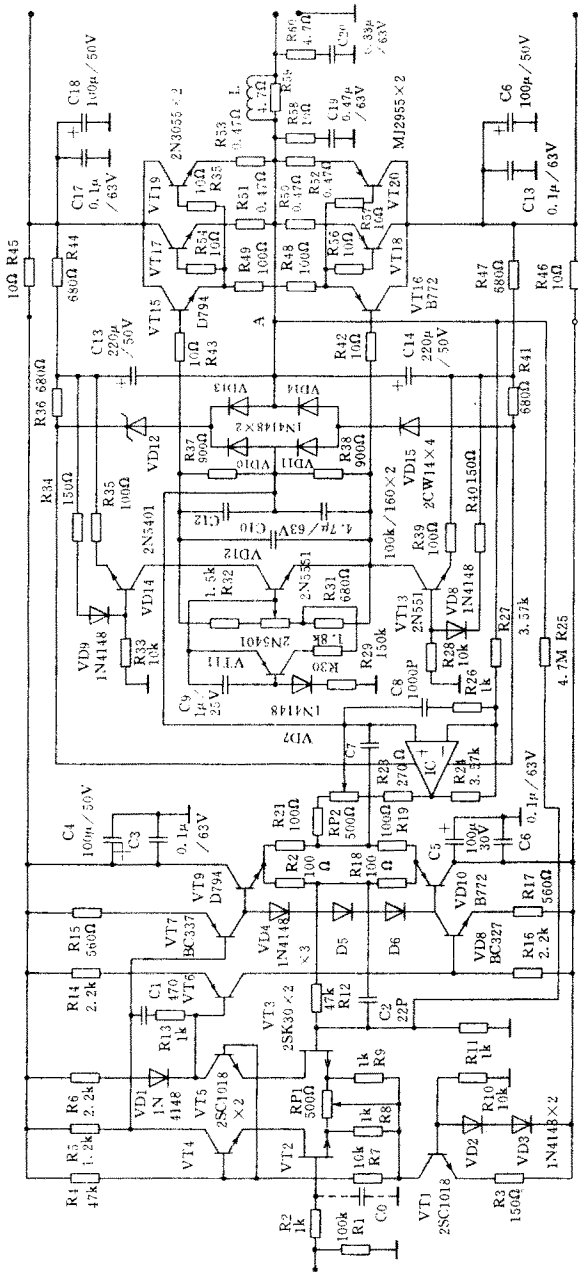 R4
47k
R5
1.2k
R6
2.2k
VD1
1N
4148
VT4
VT5
2SC1018
×2
C1
470
R13
1k
R14
2.2k
VT6
R15
560Ω
VT7
BC337
VT9
D794
C4
100μ/50V
C3
0.1μ
/63V
VD4
1N4148
×3
D5
D6
VT3
2SK30×2
VT2
RP1
500Ω
1k
R9
1k
R8
10k
R7
R2
1k
100k
R1
C0
VT1
2SC1018
R3
150Ω
VD2
VD3
1N4148×2
R10
10k
R11
1k
47k
R12
C2
22P
R16
2.2k
VD8
BC327
R17
560Ω
VD10
B772
R21
100Ω
R2
100
Ω
R18
100
Ω
100Ω
R19
RP2
500Ω
C5
100μ
30V
C6
0.1μ/63V
R23
270Ω
R24
3.57k
IC
C7
C8
1000P
R26
1k
R27
3.57k
4.7M R25
VD7
1N4148
C9
1μ
25V
VT11
2N5401
R30
1.8k
R29
150k
R31
680Ω
1.5k
R32
VD12
2N5551
VD9
1N4148
R33
10k
VD14
2N5401
R34
150Ω
R35
100Ω
R28
10k
VD8
1N4148
VT13
2N551
R39
100Ω
R40 150Ω
100k/160×2
C12
C10
4.7μ/63V
VD10
VD11
R37
900Ω
R38
900Ω
1N4148×2
VD13
VD14
VD12
VD15
2CW14×4
R36 680Ω
C13
220μ
/50V
C14
220μ
/50V
680Ω R41
10Ω R45
680Ω R44
R47
680Ω
R46
10Ω
A
10Ω
R43
R42
10Ω
VT15
D794
VT16
B772
VT17
VT18
VT19
VT20
R54
10Ω
10Ω
R35
R56
10Ω
R57
10Ω
R49
100Ω
R48
100Ω
R51
0.47Ω
R50
0.47Ω
R53
0.47Ω
R52
0.47Ω
2N3055×2
MJ2955×2
C17
0.1μ
/63V
C18
100μ/50V
C13
0.1μ/63V
C6
100μ/50V
L
4.7Ω
R59
R58
10Ω
C19
0.47μ
/63V
R60
4.7Ω
C20
0.33μ
/63V